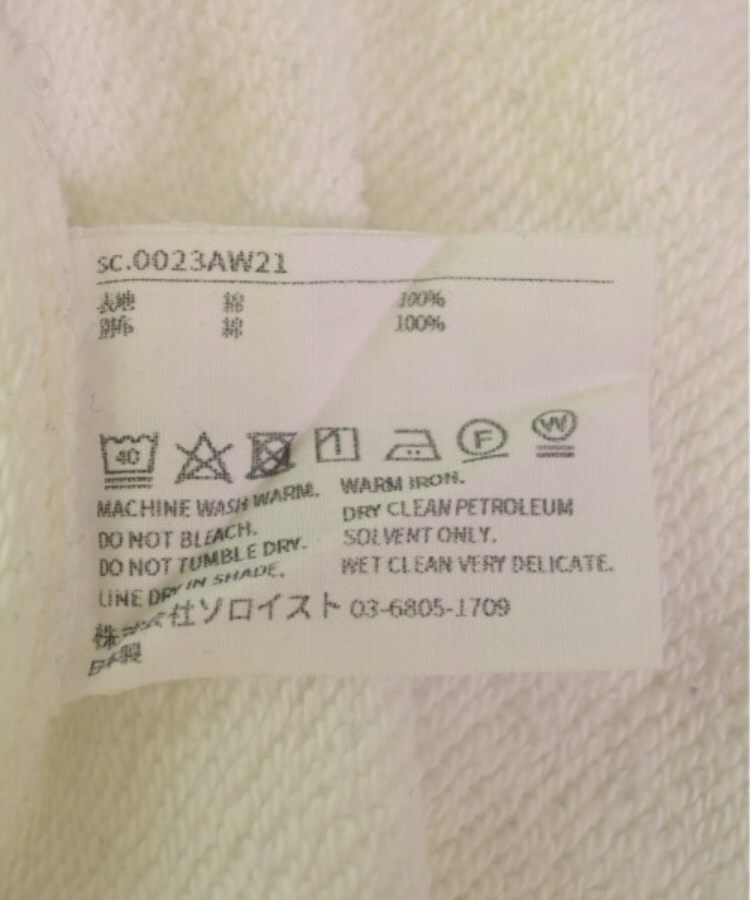 sc.0023AW21
表地 綿 100%
別布 綿 100%
40 F W
MACHINE WASH WARM.
DO NOT BLEACH.
DO NOT TUMBLE DRY.
LINE DRY IN SHADE.
WARM IRON.
DRY CLEAN PETROLEUM
SOLVENT ONLY.
WET CLEAN VERY DELICATE.
株式会社ソロイスト 03-6805-1709
日本製